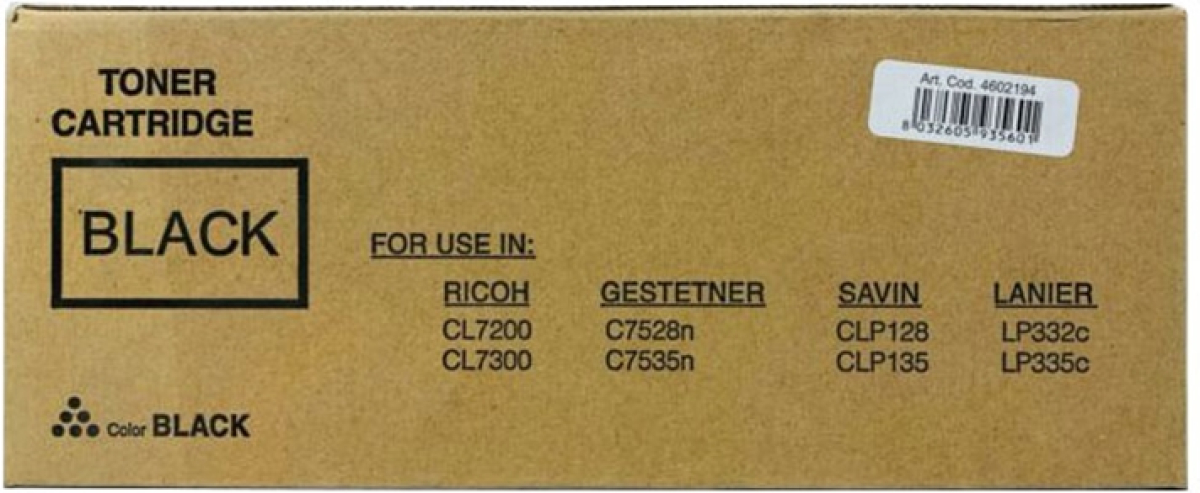 TONER
CARTRIDGE
BLACK
Art. Cod. 4602194
8 032605 935601
FOR USE IN:
RICOH GESTETNER SAVIN LANIER
CL7200 C7528n CLP128 LP332c
CL7300 C7535n CLP135 LP335c
Color BLACK